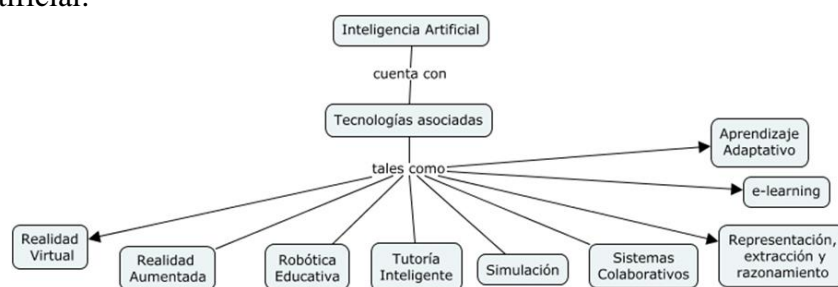 Inteligencia Artificial
cuenta con
Tecnologías asociadas
tales como
Aprendizaje
Adaptativo
e-learning
Realidad
Virtual
Realidad
Aumentada
Robótica
Educativa
Tutoría
Inteligente
Simulación
Sistemas
Colaborativos
Representación,
extracción y
razonamiento